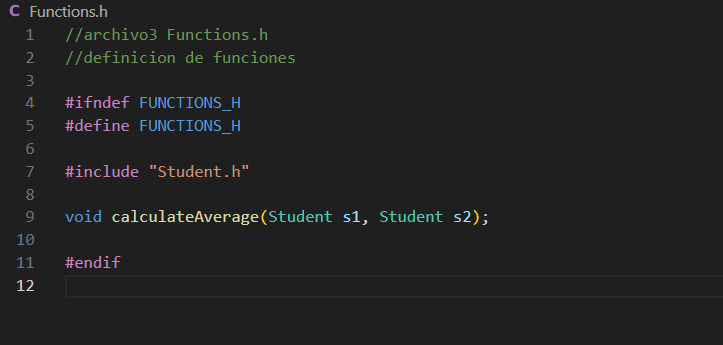 C Functions.h
1 //archivo3 Functions.h
2 //definicion de funciones
3
4 #ifndef FUNCTIONS_H
5 #define FUNCTIONS_H
6
7 #include "Student.h"
8
9 void calculateAverage(Student s1, Student s2);
10
11 #endif
12